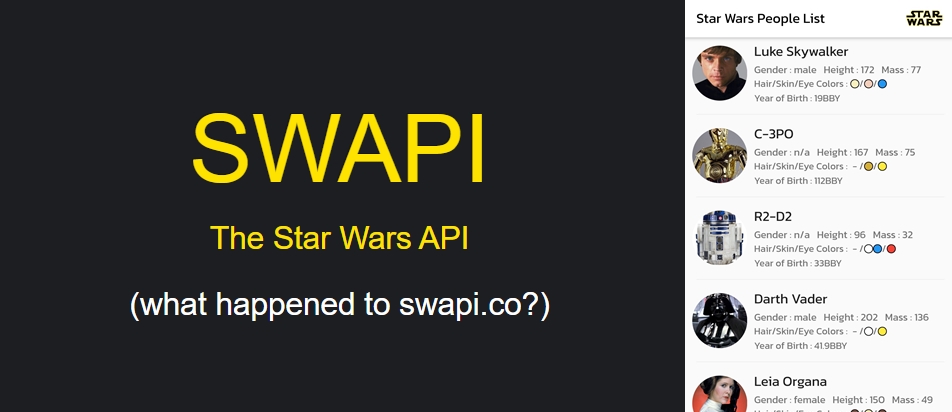 SWAPI
The Star Wars API
(what happened to swapi.co?)
Star Wars People List
STAR
WARS
Luke Skywalker
Gender : male Height : 172 Mass : 77
Hair/Skin/Eye Colors : / /
Year of Birth : 19BBY
C-3PO
Gender : n/a Height : 167 Mass : 75
Hair/Skin/Eye Colors : - / /
Year of Birth : 112BBY
R2-D2
Gender : n/a Height : 96 Mass : 32
Hair/Skin/Eye Colors : - / /
Year of Birth : 33BBY
Darth Vader
Gender : male Height : 202 Mass : 136
Hair/Skin/Eye Colors : - / /
Year of Birth : 41.9BBY
Leia Organa
Gender : female Height : 150 Mass : 49
Hair/Skin/Eye Colors : / /